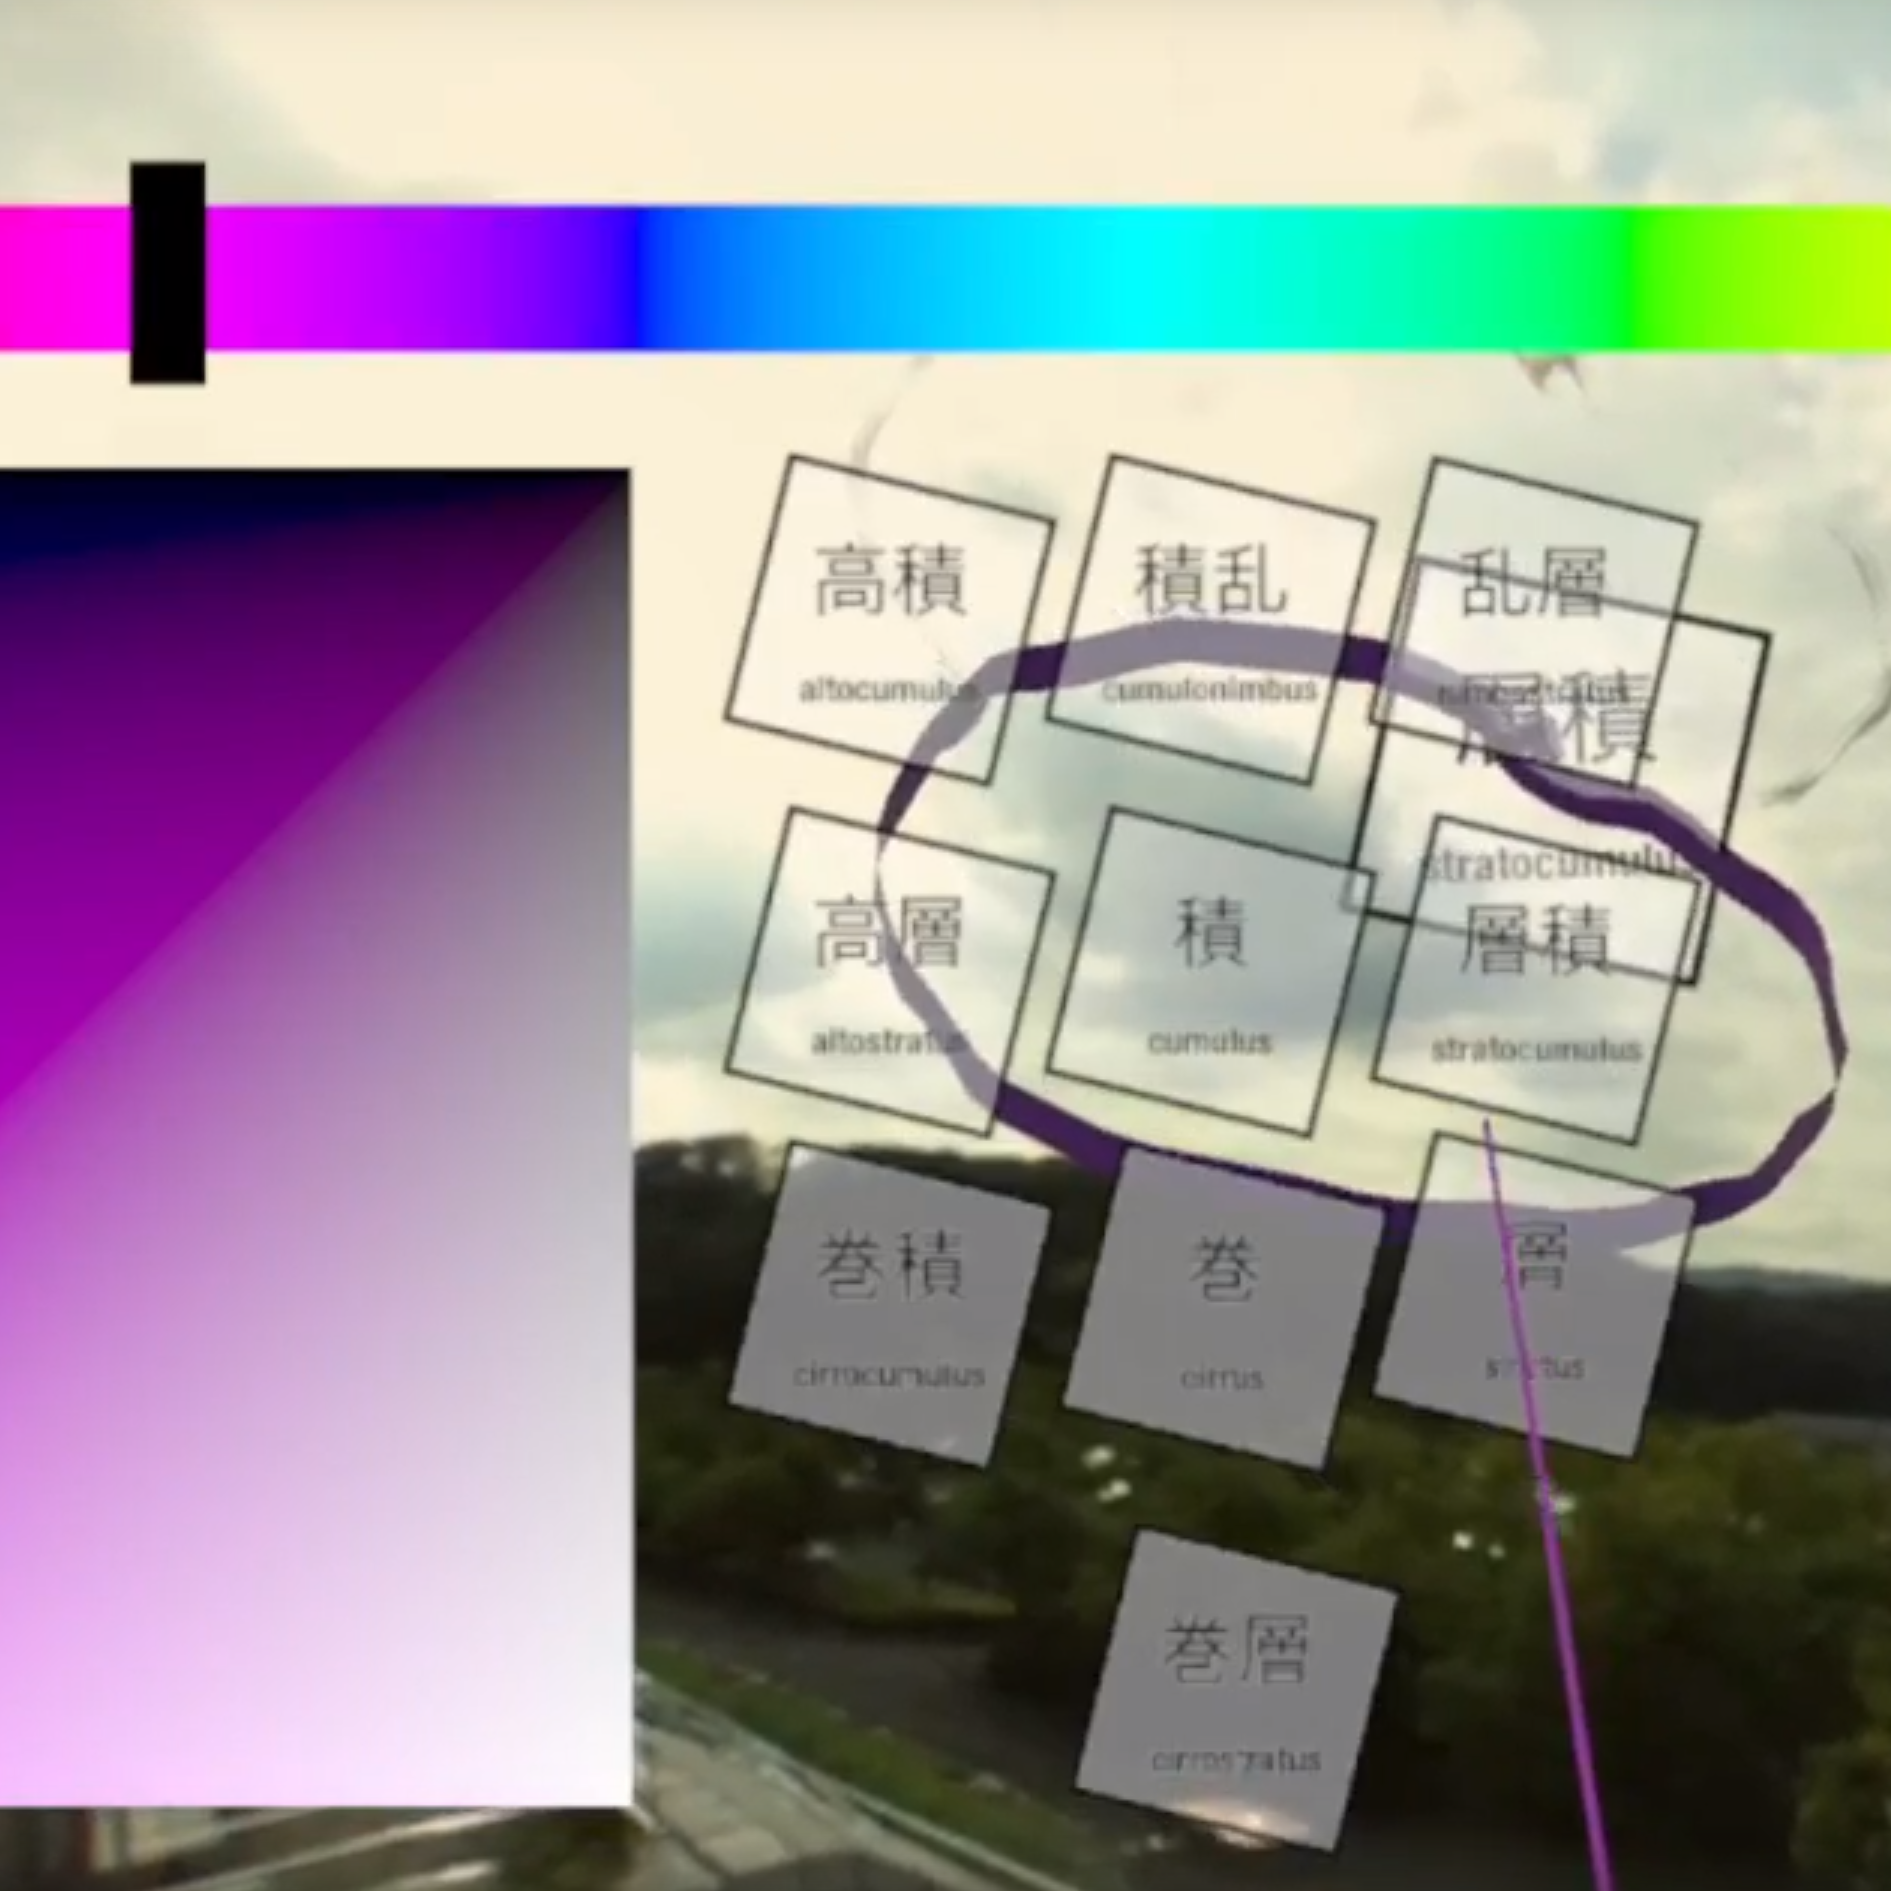 高積
altocumulus
積乱
cumulonimbus
乱層
nimbostratus
層積
stratocumulus
高層
altostratus
積
cumulus
層積
stratocumulus
巻積
cirrocumulus
巻
cirrus
層
stratus
巻層
cirrostratus